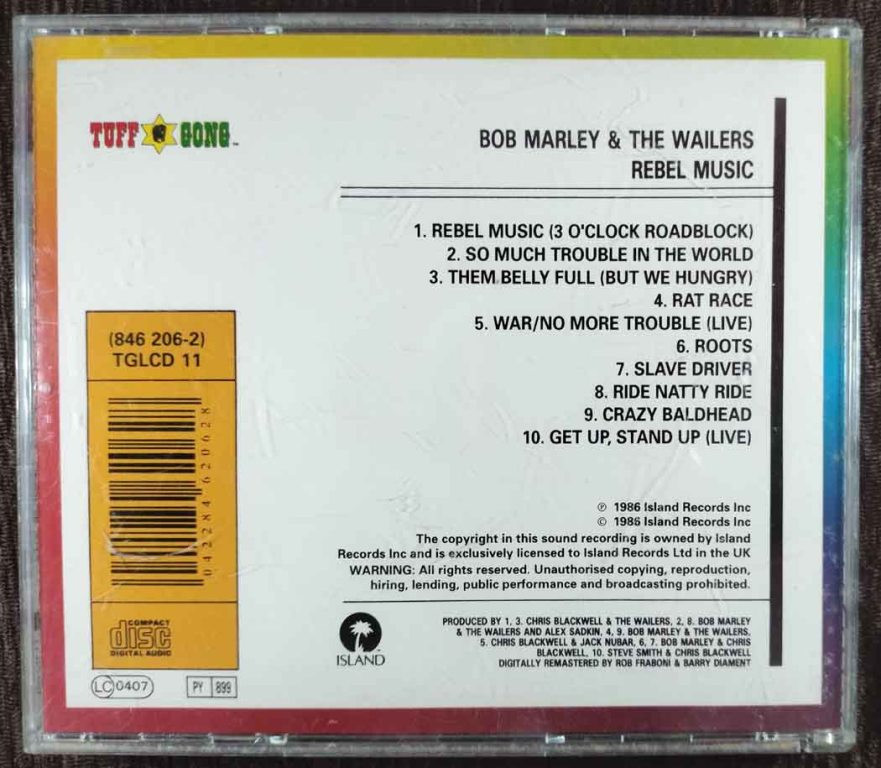 TUFF GONG™
BOB MARLEY & THE WAILERS
REBEL MUSIC
1. REBEL MUSIC (3 O'CLOCK ROADBLOCK)
2. SO MUCH TROUBLE IN THE WORLD
3. THEM BELLY FULL (BUT WE HUNGRY)
4. RAT RACE
5. WAR/NO MORE TROUBLE (LIVE)
6. ROOTS
7. SLAVE DRIVER
8. RIDE NATTY RIDE
9. CRAZY BALDHEAD
10. GET UP, STAND UP (LIVE)
(846 206-2)
TGLCD 11
042284620628
℗ 1986 Island Records Inc
© 1986 Island Records Inc
The copyright in this sound recording is owned by Island
Records Inc and is exclusively licensed to Island Records Ltd in the UK
WARNING: All rights reserved. Unauthorised copying, reproduction,
hiring, lending, public performance and broadcasting prohibited.
PRODUCED BY 1, 3. CHRIS BLACKWELL & THE WAILERS, 2, 8. BOB MARLEY
& THE WAILERS AND ALEX SADKIN, 4, 9. BOB MARLEY & THE WAILERS,
5. CHRIS BLACKWELL & JACK NUBAR, 6, 7. BOB MARLEY & CHRIS
BLACKWELL, 10. STEVE SMITH & CHRIS BLACKWELL
DIGITALLY REMASTERED BY ROB FRABONI & BARRY DIAMENT
ISLAND
COMPACT
disc
DIGITAL AUDIO
LC 0407
PY 899